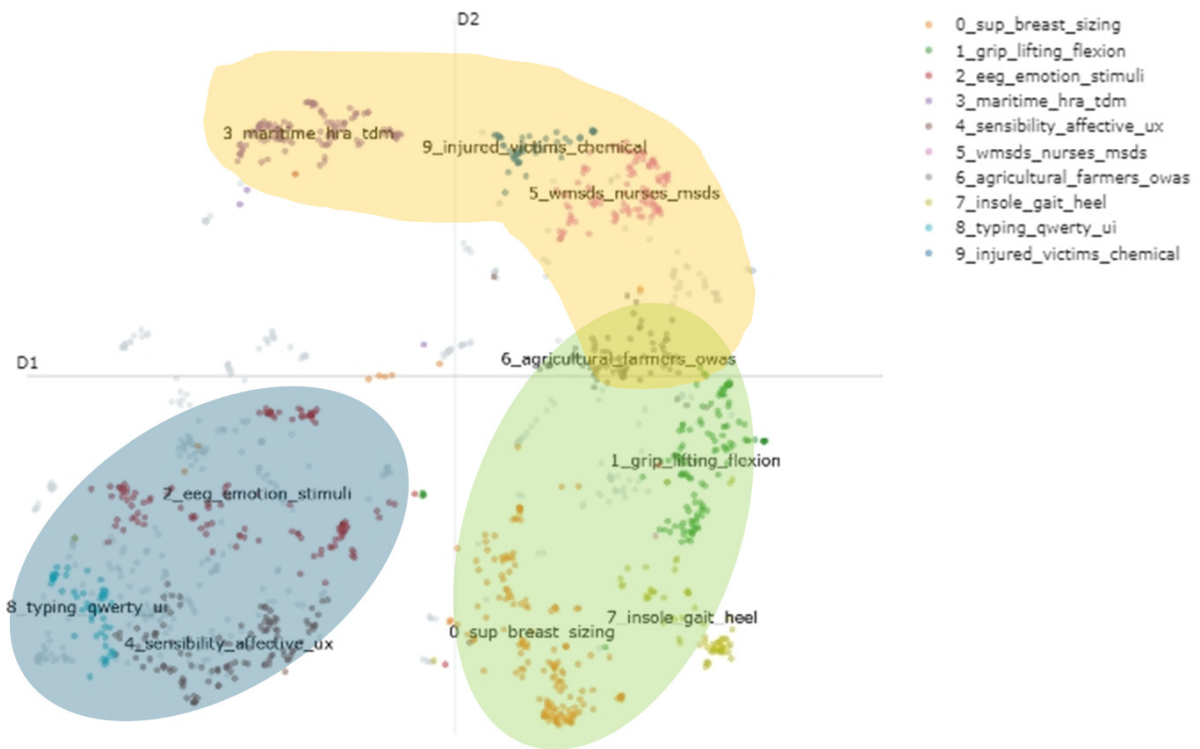 D2
D1
3_maritime_hra_tdm
9_injured_victims_chemical
5_wmsds_nurses_msds
6_agricultural_farmers_owas
1_grip_lifting_flexion
2_eeg_emotion_stimuli
8_typing_qwerty_ui
7_insole_gait_heel
0_sup_breast_sizing
4_sensibility_affective_ux
0_sup_breast_sizing
1_grip_lifting_flexion
2_eeg_emotion_stimuli
3_maritime_hra_tdm
4_sensibility_affective_ux
5_wmsds_nurses_msds
6_agricultural_farmers_owas
7_insole_gait_heel
8_typing_qwerty_ui
9_injured_victims_chemical